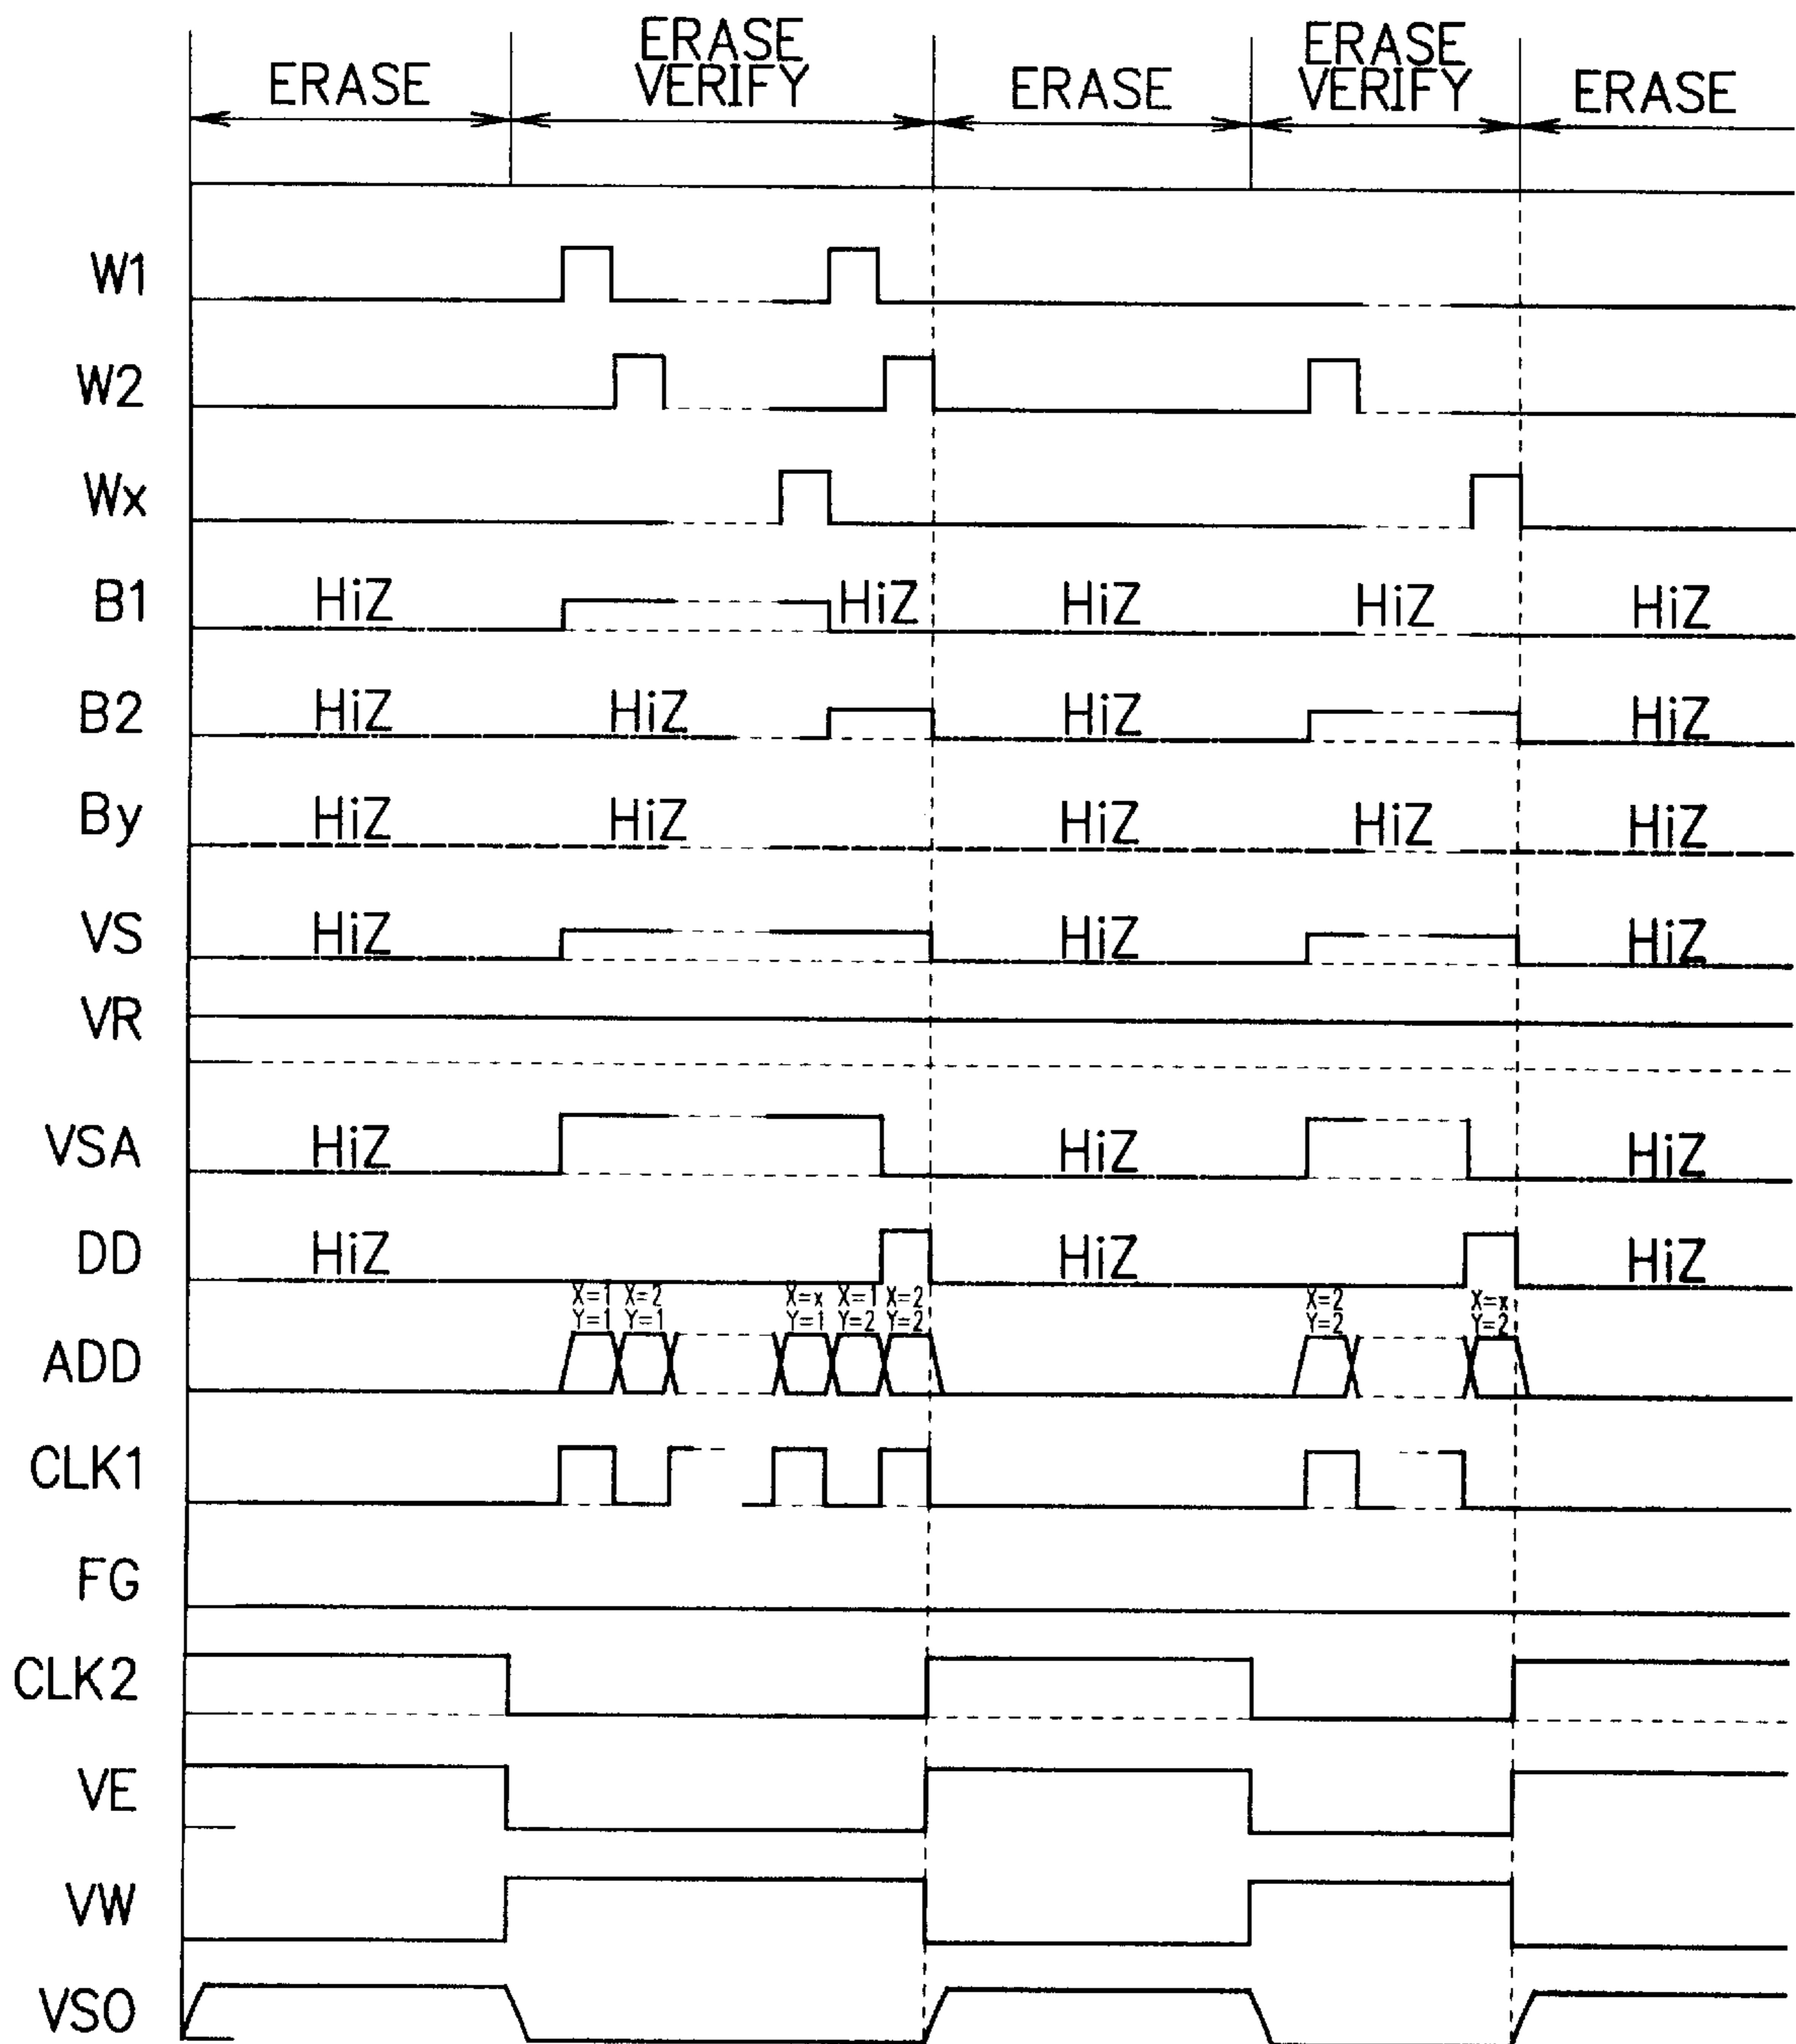 ERASE
ERASE
VERIFY
ERASE
ERASE
VERIFY
ERASE
W1
W2
Wx
B1 HiZ HiZ HiZ HiZ HiZ
B2 HiZ HiZ HiZ HiZ
By HiZ HiZ HiZ HiZ HiZ
VS HiZ HiZ HiZ
VR
VSA HiZ HiZ HiZ
DD HiZ HiZ HiZ
X=1 X=2 X=x X=1 X=2 X=2 X=x
Y=1 Y=1 Y=1 Y=2 Y=2 Y=2 Y=2
ADD
CLK1
FG
CLK2
VE
VW
VSO